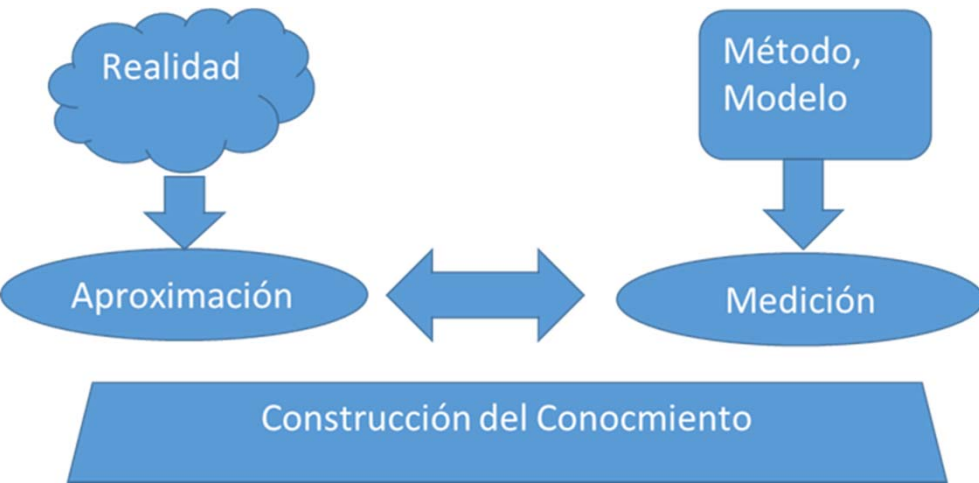 Realidad
Método,
Modelo
Aproximación
Medición
Construcción del Conocmiento